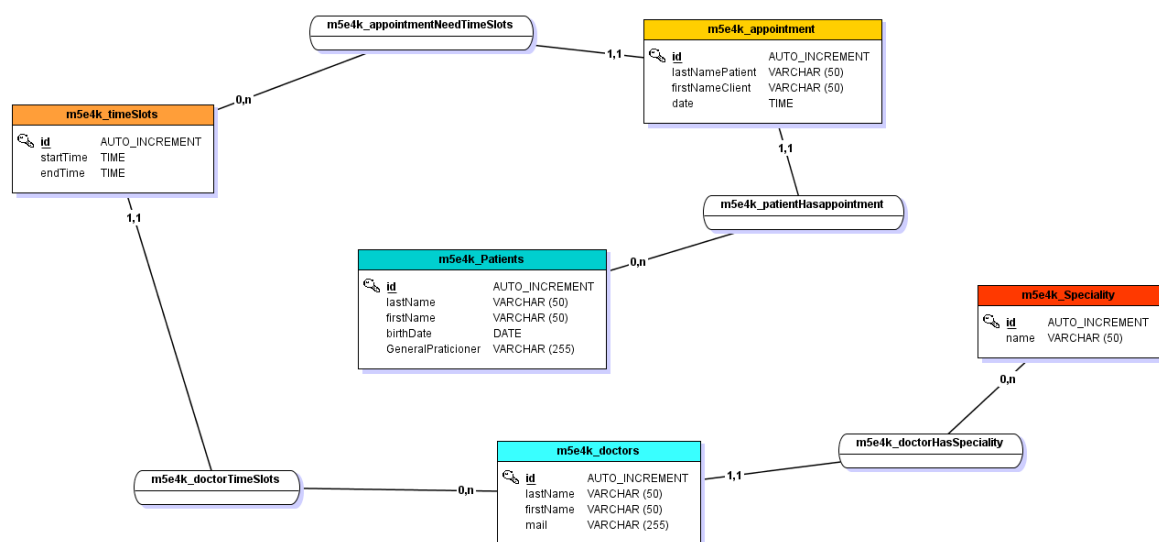 m5e4k_appointmentNeedTimeSlots
m5e4k_appointment
id AUTO_INCREMENT
lastNamePatient VARCHAR (50)
firstNameClient VARCHAR (50)
date TIME
1,1
0,n
m5e4k_timeSlots
id AUTO_INCREMENT
startTime TIME
endTime TIME
1,1
1,1
m5e4k_patientHasappointment
0,n
m5e4k_Patients
id AUTO_INCREMENT
lastName VARCHAR (50)
firstName VARCHAR (50)
birthDate DATE
GeneralPraticioner VARCHAR (255)
m5e4k_Speciality
id AUTO_INCREMENT
name VARCHAR (50)
0,n
m5e4k_doctorHasSpeciality
m5e4k_doctors
id AUTO_INCREMENT
lastName VARCHAR (50)
firstName VARCHAR (50)
mail VARCHAR (255)
1,1
m5e4k_doctorTimeSlots
0,n